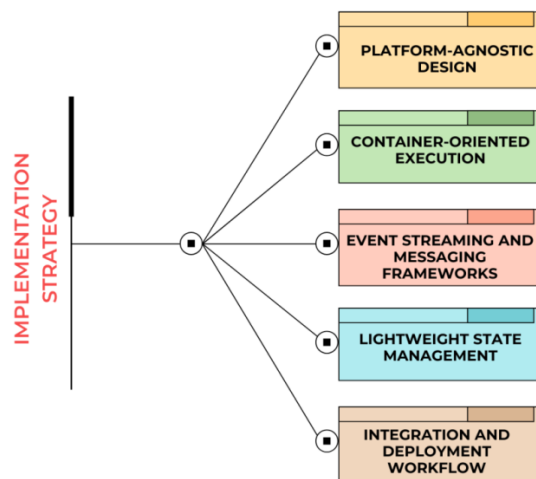 IMPLEMENTATION
STRATEGY
PLATFORM-AGNOSTIC
DESIGN
CONTAINER-ORIENTED
EXECUTION
EVENT STREAMING AND
MESSAGING
FRAMEWORKS
LIGHTWEIGHT STATE
MANAGEMENT
INTEGRATION AND
DEPLOYMENT
WORKFLOW